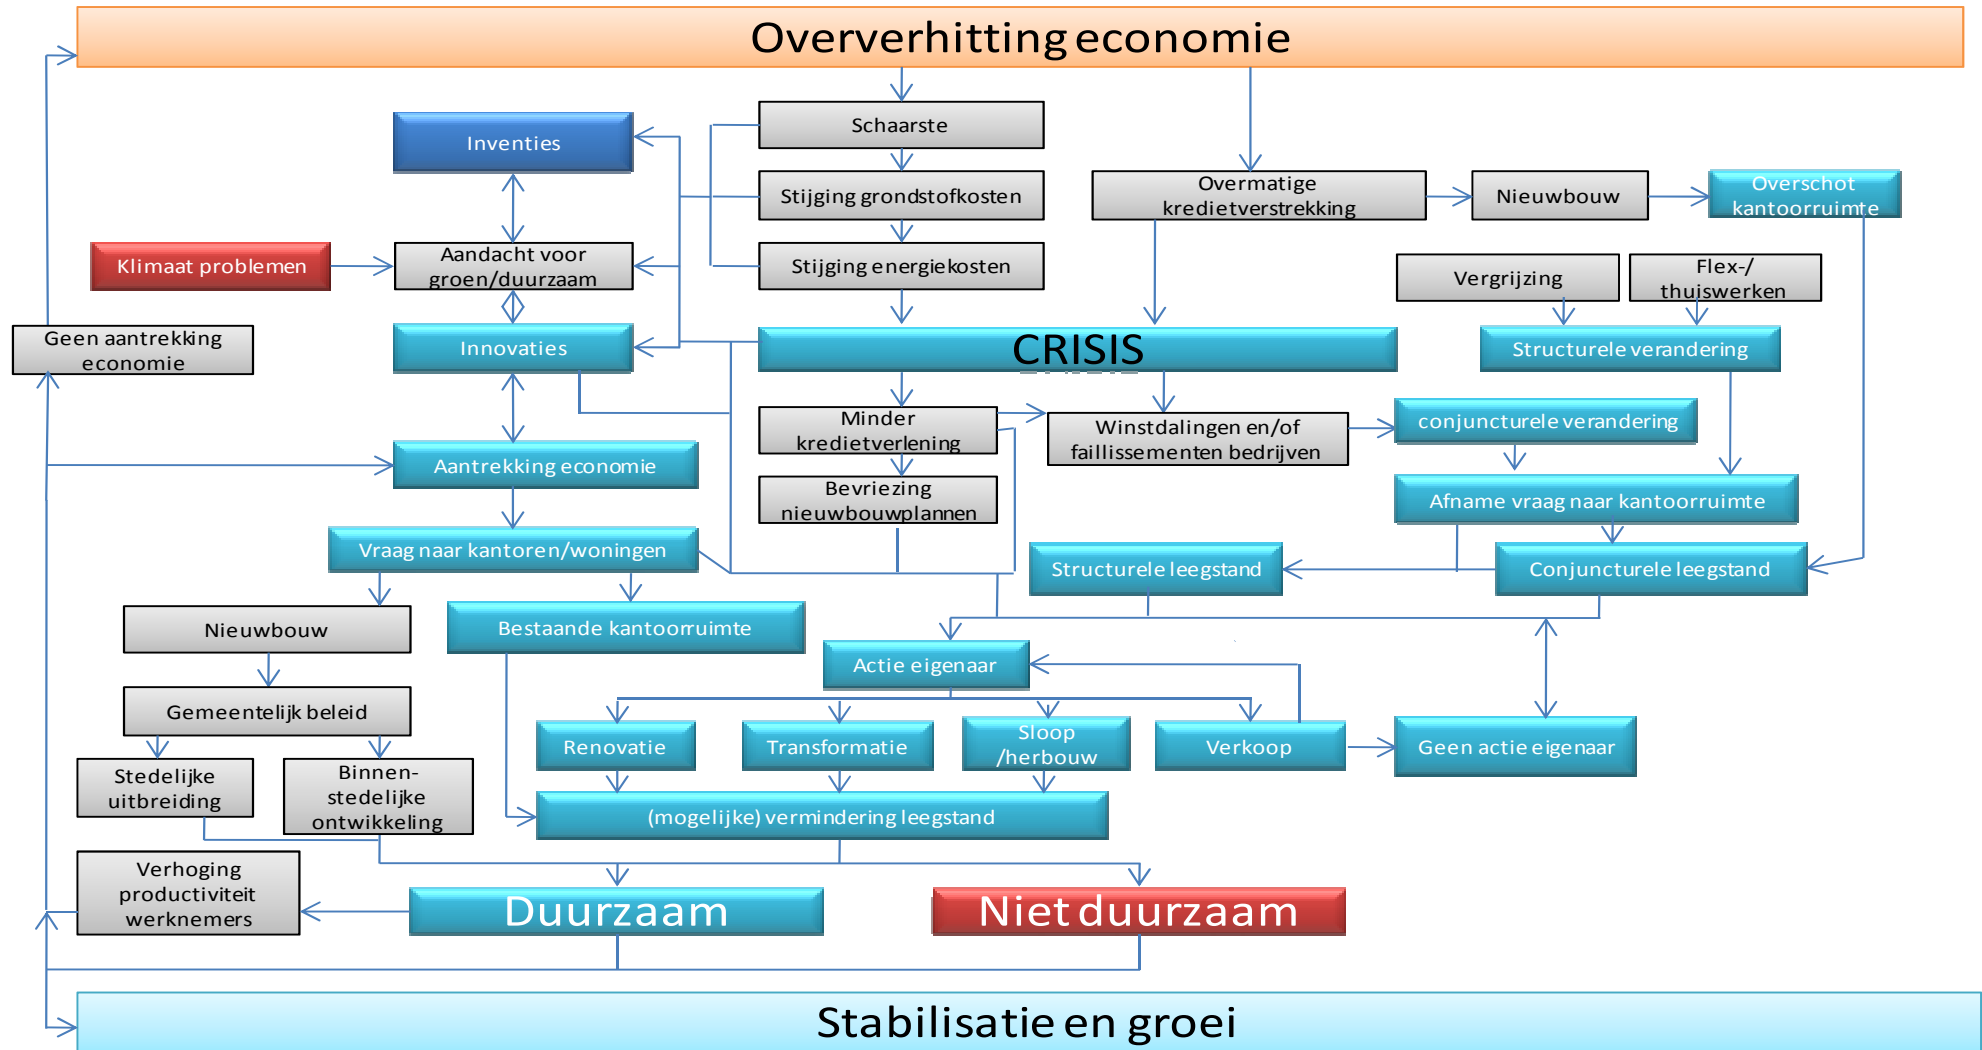 Oververhitting economie
Schaarste
Inventies
Stijging grondstofkosten
Overmatige
kredietverstrekking
Nieuwbouw
Overschot
kantoorruimte
Klimaat problemen
Aandacht voor
groen/duurzaam
Stijging energiekosten
Vergrijzing
Flex-/
thuiswerken
Geen aantrekking
economie
Innovaties
CRISIS
Structurele verandering
Minder
kredietverlening
Winstdalingen en/of
faillissementen bedrijven
conjuncturele verandering
Aantrekking economie
Bevriezing
nieuwbouwplannen
Afname vraag naar kantoorruimte
Vraag naar kantoren/woningen
Structurele leegstand
Conjuncturele leegstand
Nieuwbouw
Bestaande kantoorruimte
Actie eigenaar
Gemeentelijk beleid
Renovatie
Transformatie
Sloop
/herbouw
Verkoop
Geen actie eigenaar
Stedelijke
uitbreiding
Binnen-
stedelijke
ontwikkeling
(mogelijke) vermindering leegstand
Verhoging
productiviteit
werknemers
Duurzaam
Niet duurzaam
Stabilisatie en groei